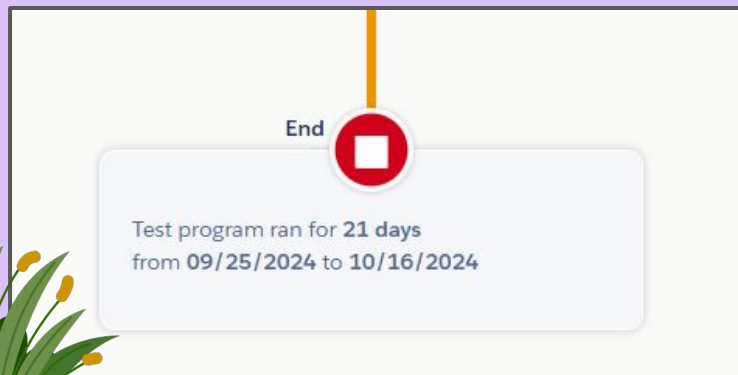 End
Test program ran for 21 days
from 09/25/2024 to 10/16/2024